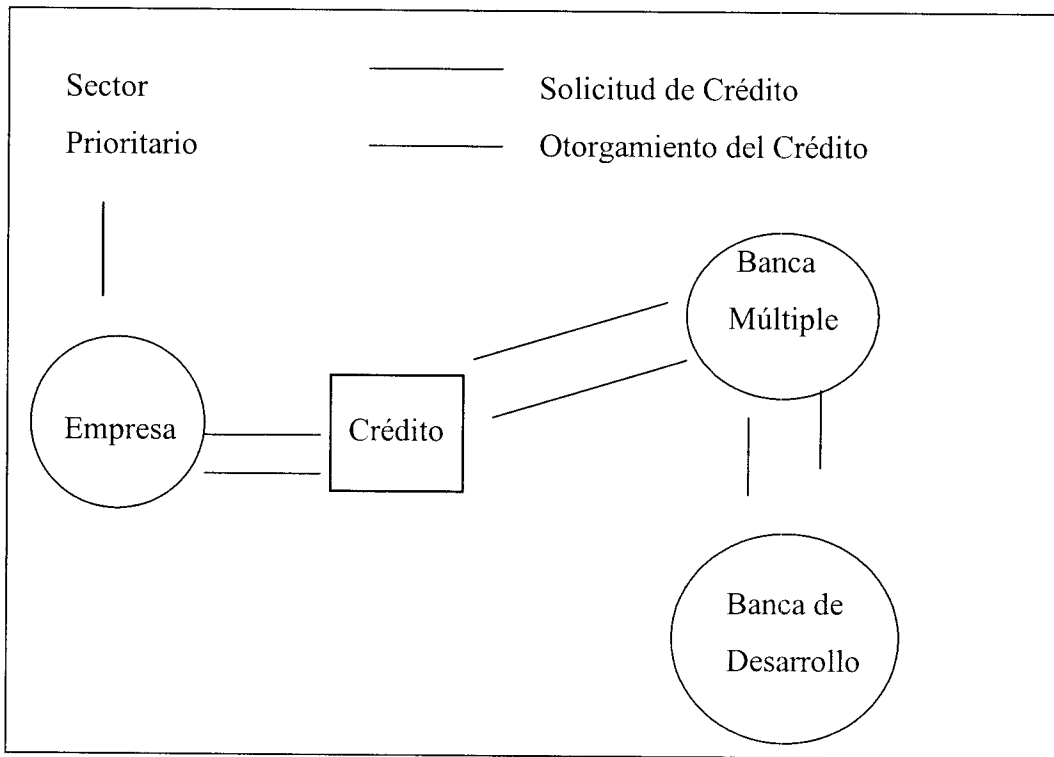 Sector
Prioritario
Solicitud de Crédito
Otorgamiento del Crédito
Banca
Múltiple
Empresa
Crédito
Banca de
Desarrollo